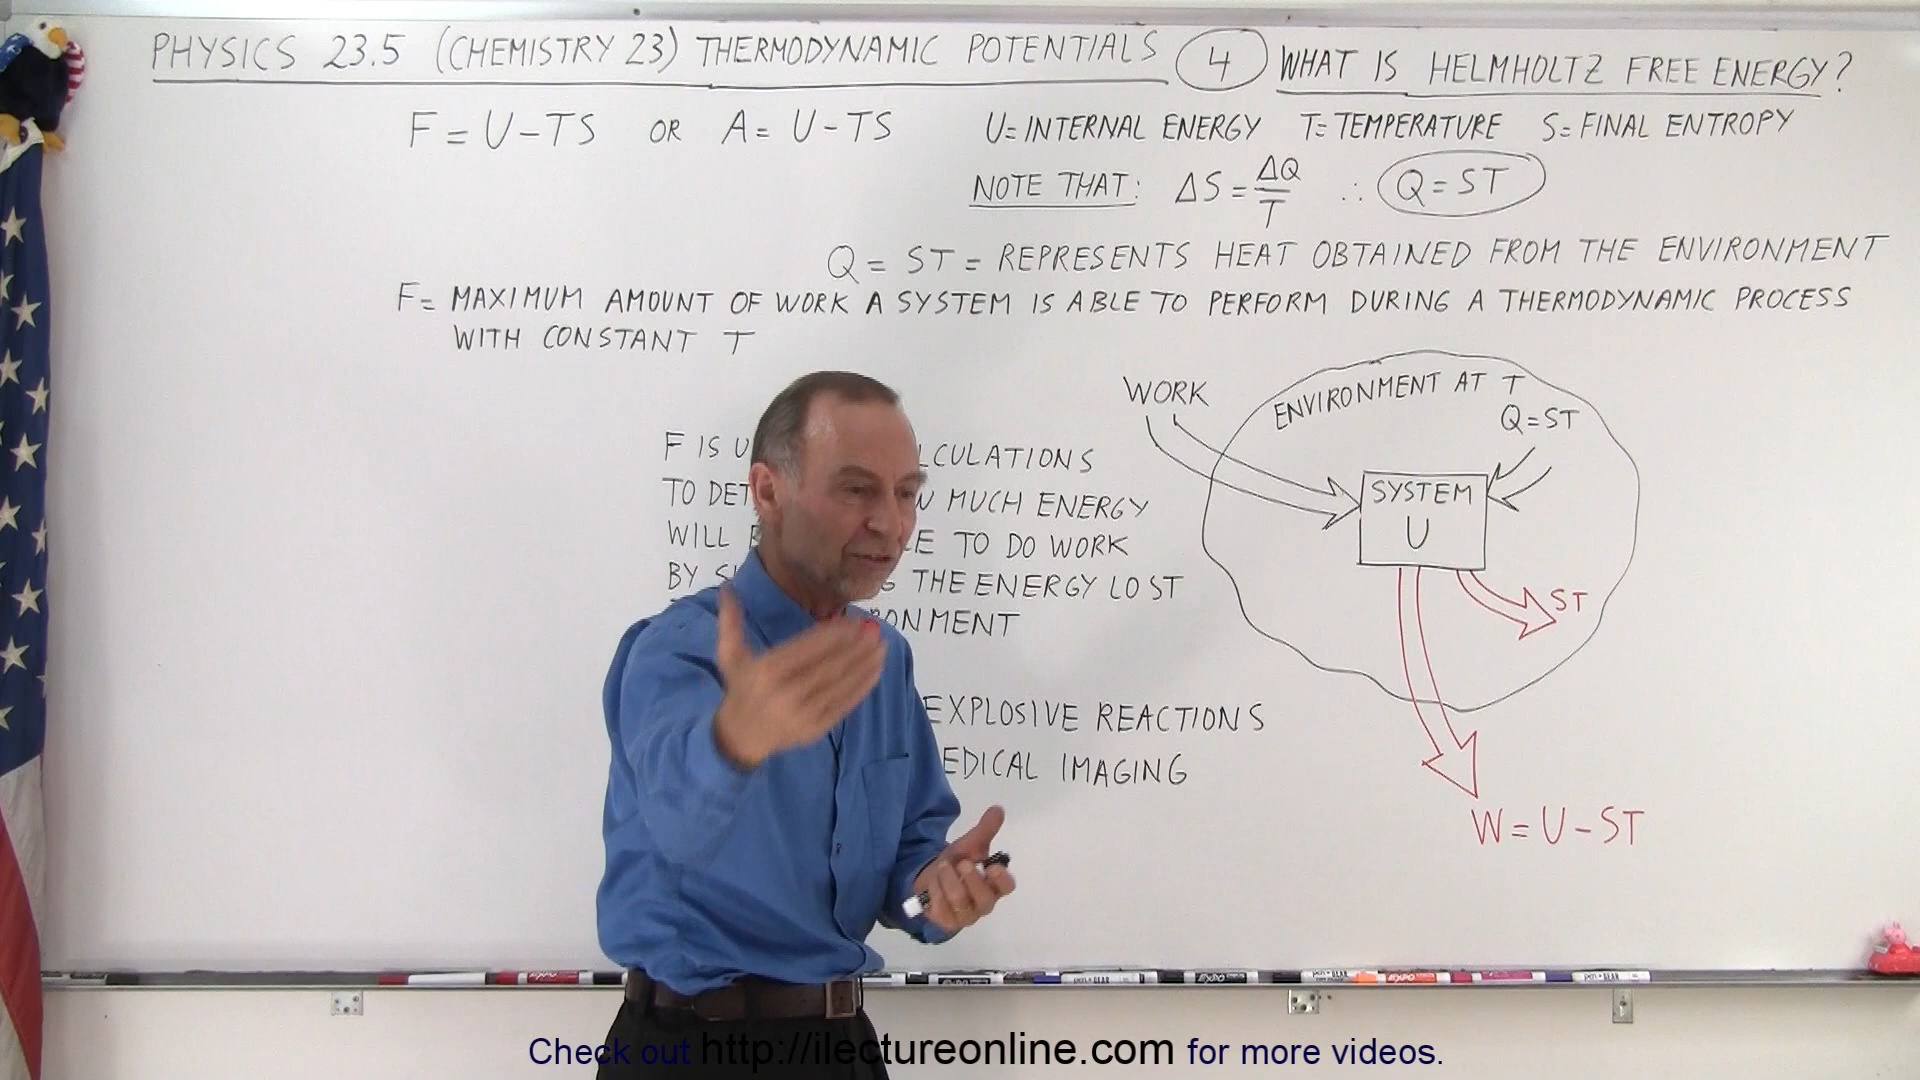 PHYSICS 23.5 (CHEMISTRY 23) THERMODYNAMIC POTENTIALS 4 WHAT IS HELMHOLTZ FREE ENERGY?
F = U - TS OR A = U - TS U = INTERNAL ENERGY T = TEMPERATURE S = FINAL ENTROPY
NOTE THAT: ΔS = ΔQ/T ∴ Q = ST
Q = ST = REPRESENTS HEAT OBTAINED FROM THE ENVIRONMENT
F = MAXIMUM AMOUNT OF WORK A SYSTEM IS ABLE TO PERFORM DURING A THERMODYNAMIC PROCESS
WITH CONSTANT T
F IS U LCULATIONS
TO DET W MUCH ENERGY
WILL E TO DO WORK
BY S G THE ENERGY LOST
RONMENT
EXPLOSIVE REACTIONS
EDICAL IMAGING
WORK
ENVIRONMENT AT T
Q = ST
SYSTEM
U
ST
W = U - ST
EXPO
EXPO
EXPO
Check out http://ilectureonline.com for more videos.